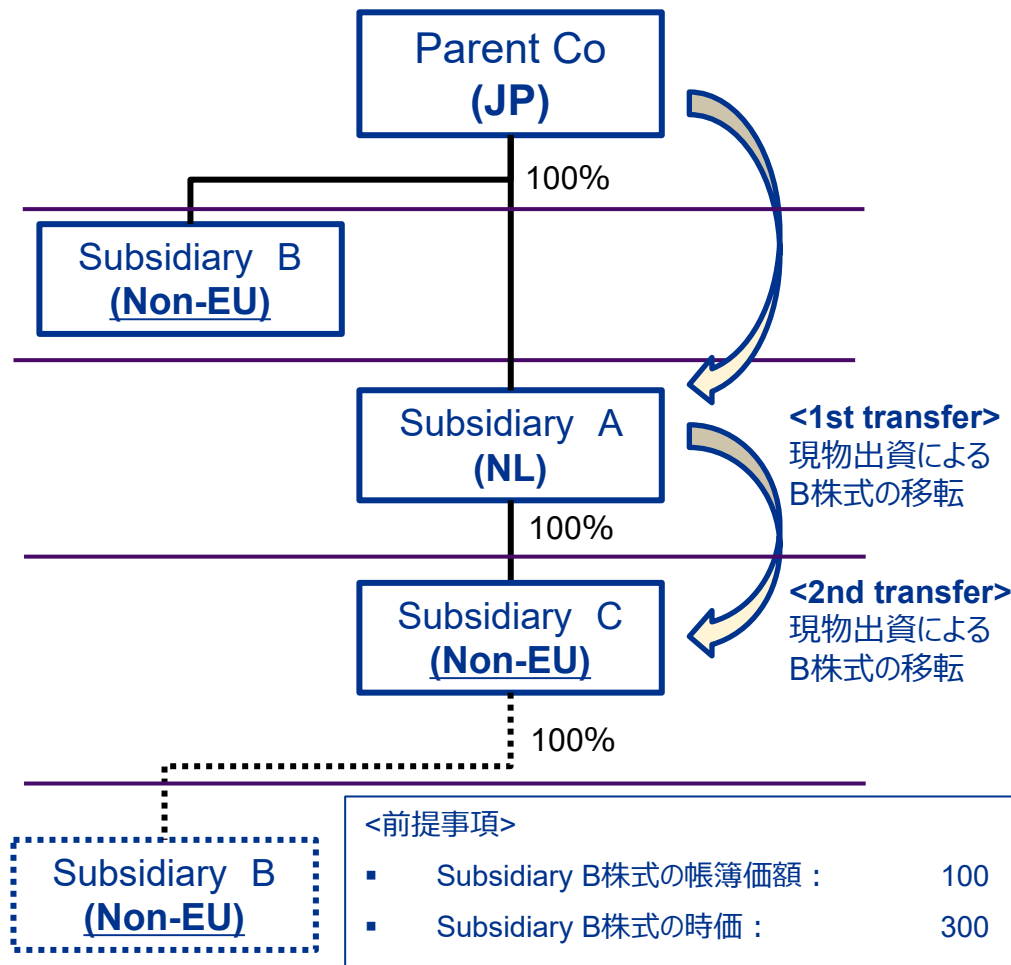 Parent Co
(JP)
100%
Subsidiary B
(Non-EU)
Subsidiary A
(NL)
<1st transfer>
現物出資による
B株式の移転
100%
Subsidiary C
(Non-EU)
<2nd transfer>
現物出資による
B株式の移転
100%
Subsidiary B
(Non-EU)
<前提事項>
▪ Subsidiary B株式の帳簿価額： 100
▪ Subsidiary B株式の時価： 300